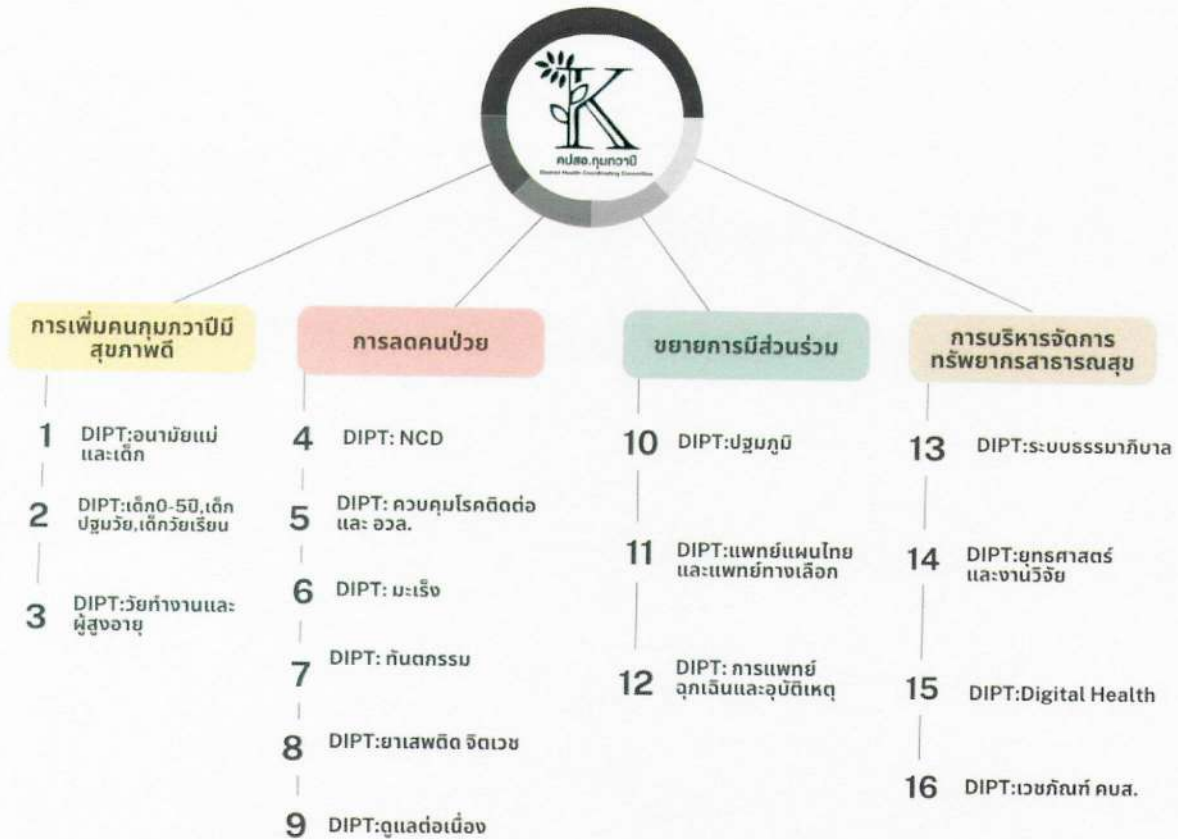 K
คปสอ.กุมภวาปี
District Health Coordinating Committee
การเพิ่มคนกุมภวาปีมี
สุขภาพดี
1
DIPT:อนามัยแม่
และเด็ก
2
DIPT:เด็ก0-5ปี,เด็ก
ปฐมวัย,เด็กวัยเรียน
3
DIPT:วัยทำงานและ
ผู้สูงอายุ
การลดคนป่วย
4
DIPT: NCD
5
DIPT: ควบคุมโรคติดต่อ
และ อวล.
6
DIPT: มะเร็ง
7
DIPT: ทันตกรรม
8
DIPT:ยาเสพติด จิตเวช
9
DIPT:ดูแลต่อเนื่อง
ขยายการมีส่วนร่วม
10
DIPT:ปฐมภูมิ
11
DIPT:แพทย์แผนไทย
และแพทย์ทางเลือก
12
DIPT: การแพทย์
ฉุกเฉินและอุบัติเหตุ
การบริหารจัดการ
ทรัพยากรสาธารณสุข
13
DIPT:ระบบธรรมาภิบาล
14
DIPT:ยุทธศาสตร์
และงานวิจัย
15
DIPT:Digital Health
16
DIPT:เวชภัณฑ์ คบส.